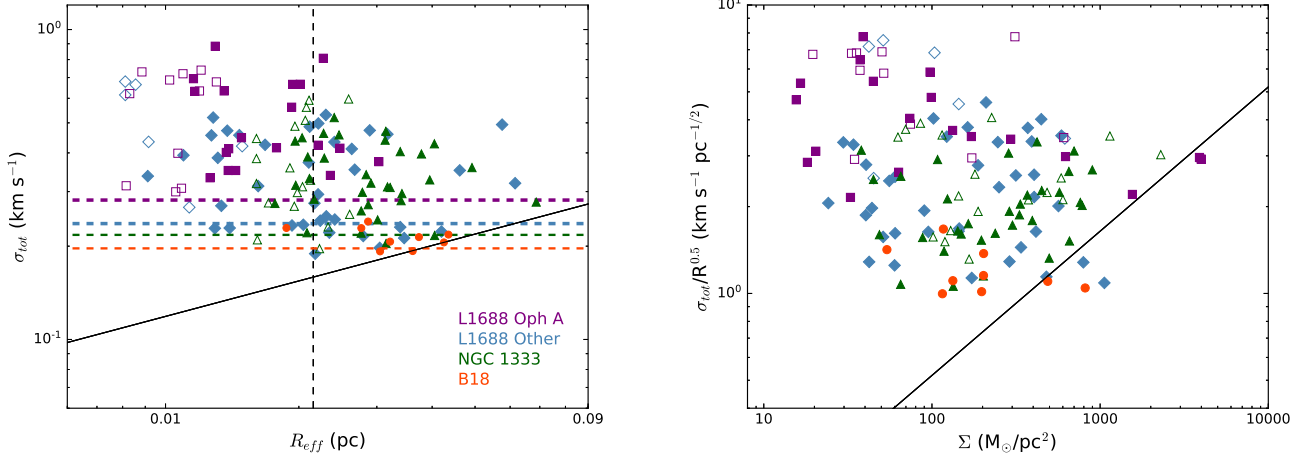 10⁰
10⁻¹
σ_tot (km s⁻¹)
0.01
0.09
R_eff (pc)
L1688 Oph A
L1688 Other
NGC 1333
B18
10¹
10⁰
σ_tot/R^0.5 (km s⁻¹ pc^−1/2)
10
100
1000
10000
Σ (M_⊙/pc²)